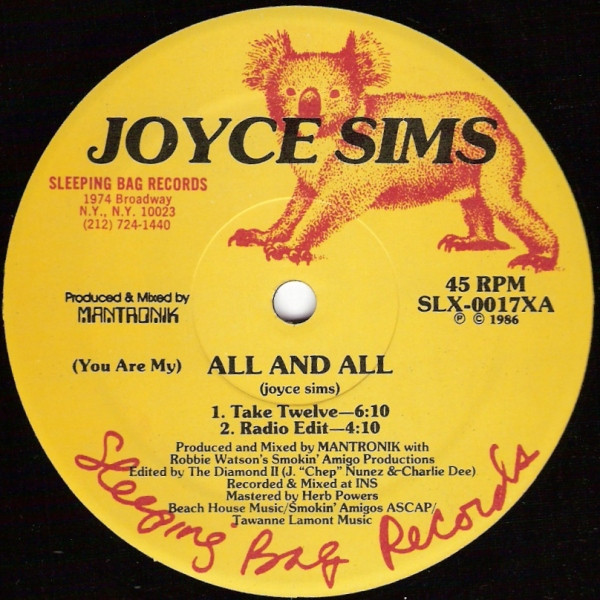 JOYCE SIMS
SLEEPING BAG RECORDS
1974 Broadway
N.Y., N.Y. 10023
(212) 724-1440
45 RPM
SLX-0017XA
Ⓟ © 1986
Produced & Mixed by
MANTRONIK
(You Are My) ALL AND ALL
(joyce sims)
1. Take Twelve—6:10
2. Radio Edit—4:10
Produced and Mixed by MANTRONIK with
Robbie Watson's Smokin' Amigo Productions
Edited by The Diamond II (J. "Chep" Nunez & Charlie Dee)
Recorded & Mixed at INS
Mastered by Herb Powers
Beach House Music/Smokin' Amigos ASCAP/
Tawanne Lamont Music
Sleeping Bag Records